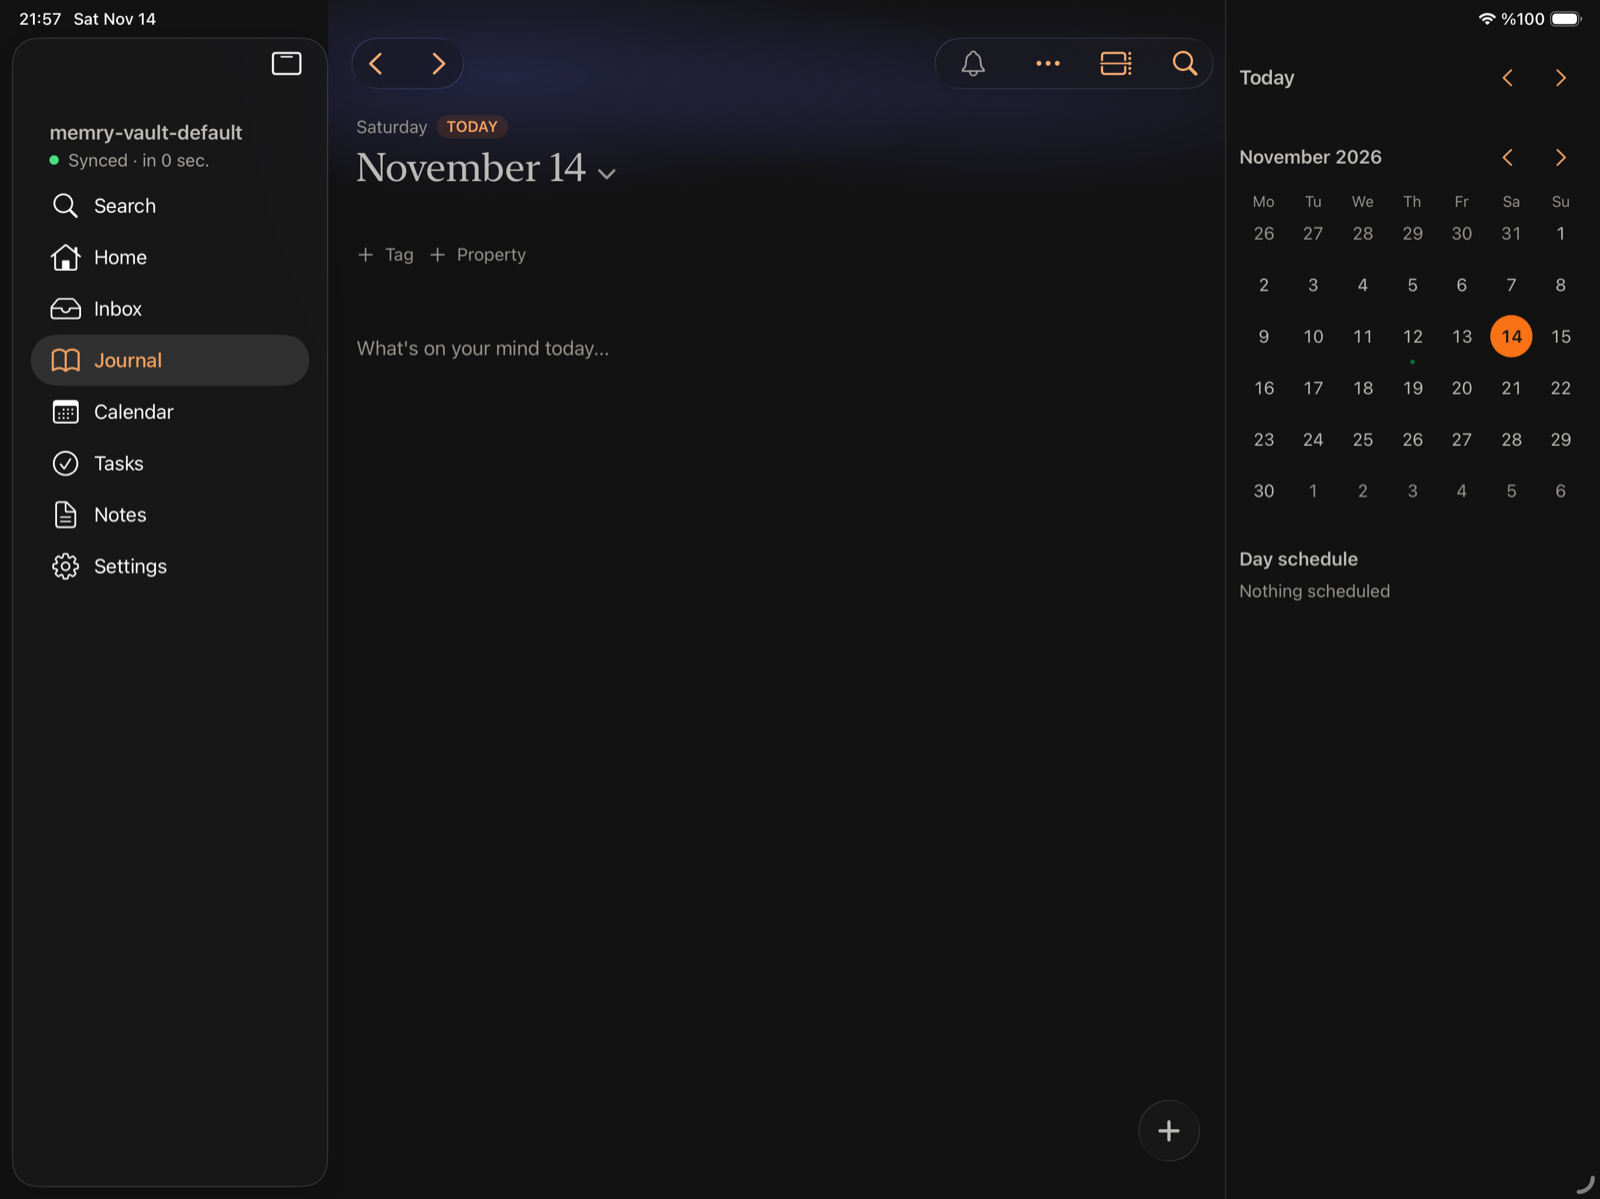 21:57 Sat Nov 14
%100
memry-vault-default
Synced · in 0 sec.
Search
Home
Inbox
Journal
Calendar
Tasks
Notes
Settings
Saturday TODAY
November 14
+ Tag + Property
What's on your mind today...
Today
November 2026
Mo Tu We Th Fr Sa Su
26 27 28 29 30 31 1
2 3 4 5 6 7 8
9 10 11 12 13 14 15
16 17 18 19 20 21 22
23 24 25 26 27 28 29
30 1 2 3 4 5 6
Day schedule
Nothing scheduled